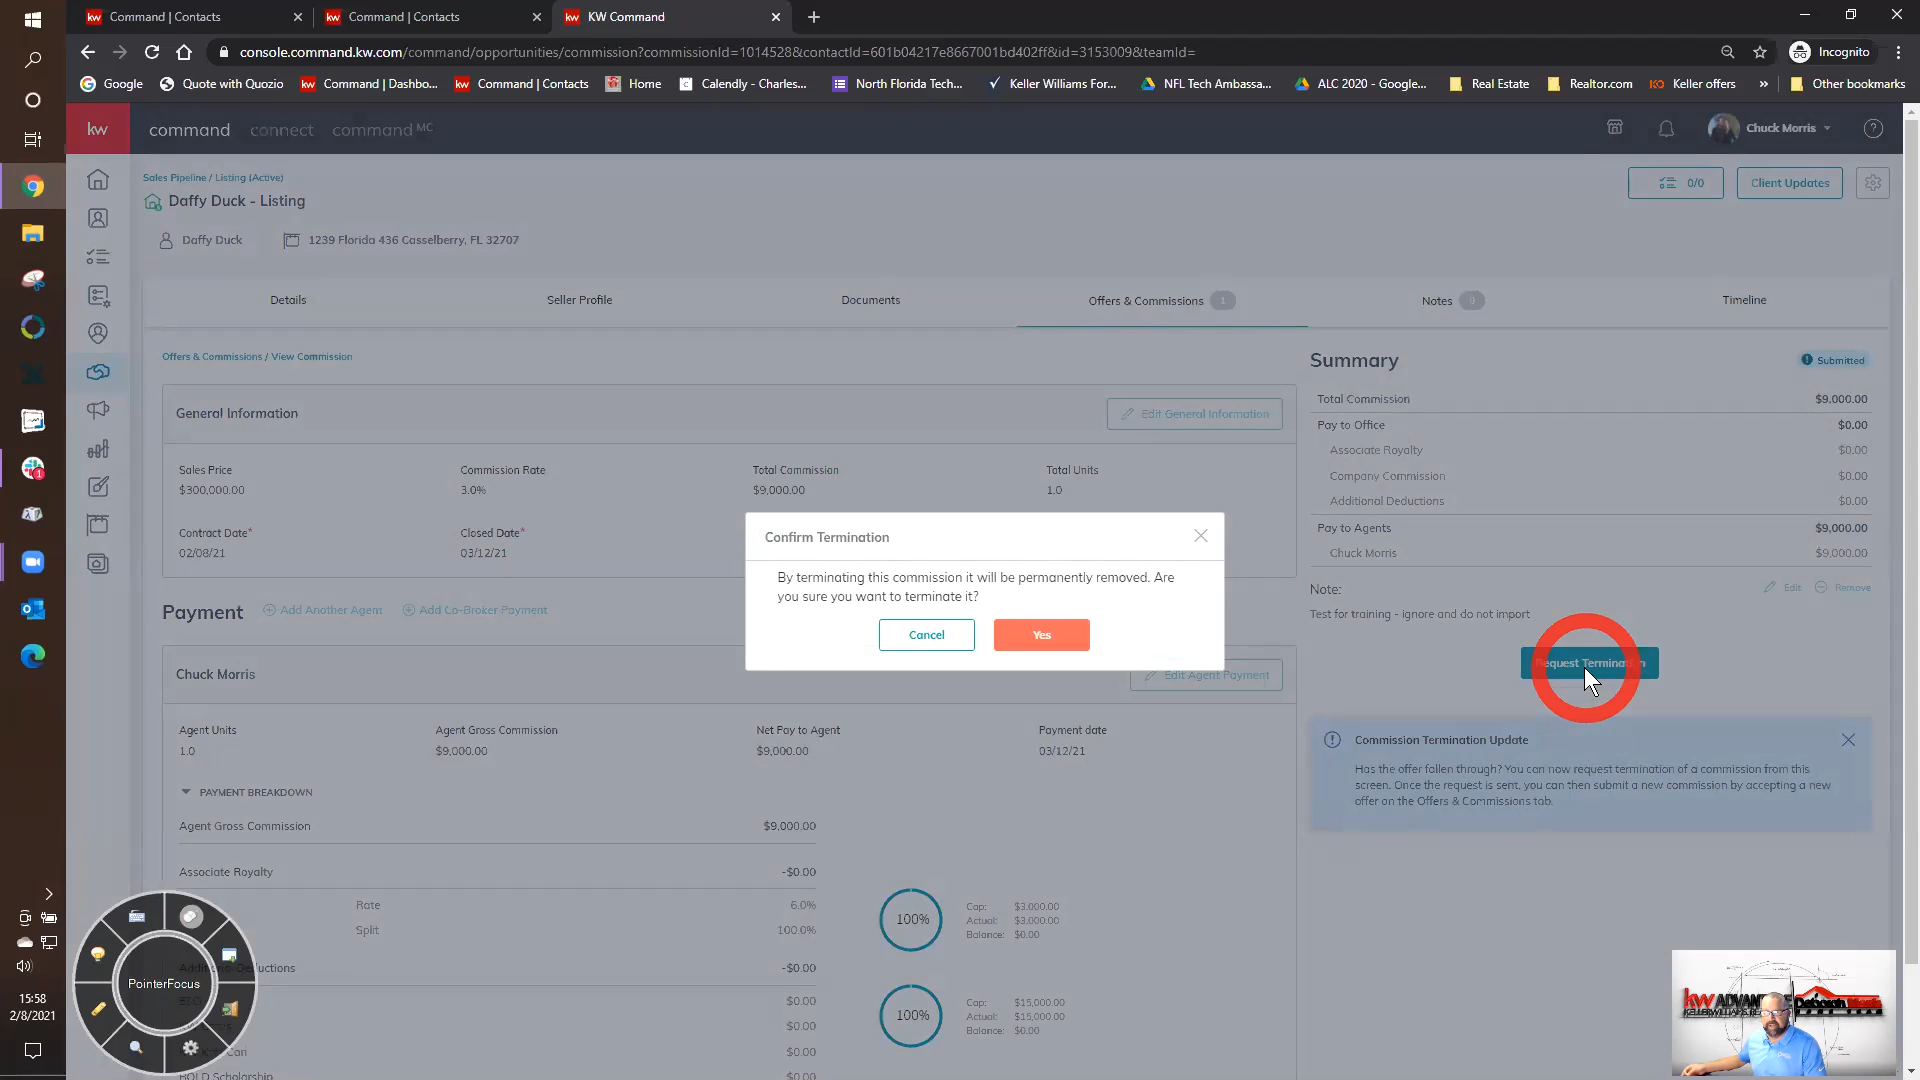 Command | Contacts
Command | Contacts
KW Command
console.command.kw.com/command/opportunities/commission?commissionId=1014528&contactId=601b04217e8667001bd402ff&id=3153009&teamId=
Incognito
Google
Quote with Quozio
Command | Dashbo...
Command | Contacts
Home
Calendly - Charles...
North Florida Tech...
Keller Williams For...
NFL Tech Ambassa...
ALC 2020 - Google...
Real Estate
Realtor.com
Keller offers
Other bookmarks
kw
command
connect
command MC
Chuck Morris
Sales Pipeline / Listing (Active)
Daffy Duck - Listing
0/0
Client Updates
Daffy Duck
1239 Florida 436 Casselberry, FL 32707
Details
Seller Profile
Documents
Offers & Commissions 1
Notes
Timeline
Offers & Commissions / View Commission
General Information
Edit General Information
Sales Price
Commission Rate
Total Commission
Total Units
$300,000.00
3.0%
$9,000.00
1.0
Contract Date*
Closed Date*
02/08/21
03/12/21
Payment
Add Another Agent
Add Co-Broker Payment
Chuck Morris
Edit Agent Payment
Agent Units
Agent Gross Commission
Net Pay to Agent
Payment date
1.0
$9,000.00
$9,000.00
03/12/21
PAYMENT BREAKDOWN
Agent Gross Commission
$9,000.00
Associate Royalty
-$0.00
Rate
6.0%
Split
100.0%
100%
Cap: $3,000.00
Actual: $3,000.00
Balance: $0.00
-$0.00
$0.00
$0.00
$0.00
BOLD Scholarship
$0.00
100%
Cap: $15,000.00
Actual: $15,000.00
Balance: $0.00
Confirm Termination
By terminating this commission it will be permanently removed. Are
you sure you want to terminate it?
Cancel
Yes
Summary
Submitted
Total Commission
$9,000.00
Pay to Office
$0.00
Associate Royalty
$0.00
Company Commission
$0.00
Additional Deductions
$0.00
Pay to Agents
$9,000.00
Chuck Morris
$9,000.00
Note:
Edit
Remove
Test for training - ignore and do not import
Request Termination
Commission Termination Update
Has the offer fallen through? You can now request termination of a commission from this
screen. Once the request is sent, you can then submit a new commission by accepting a new
offer on the Offers & Commissions tab.
PointerFocus
15:58
2/8/2021